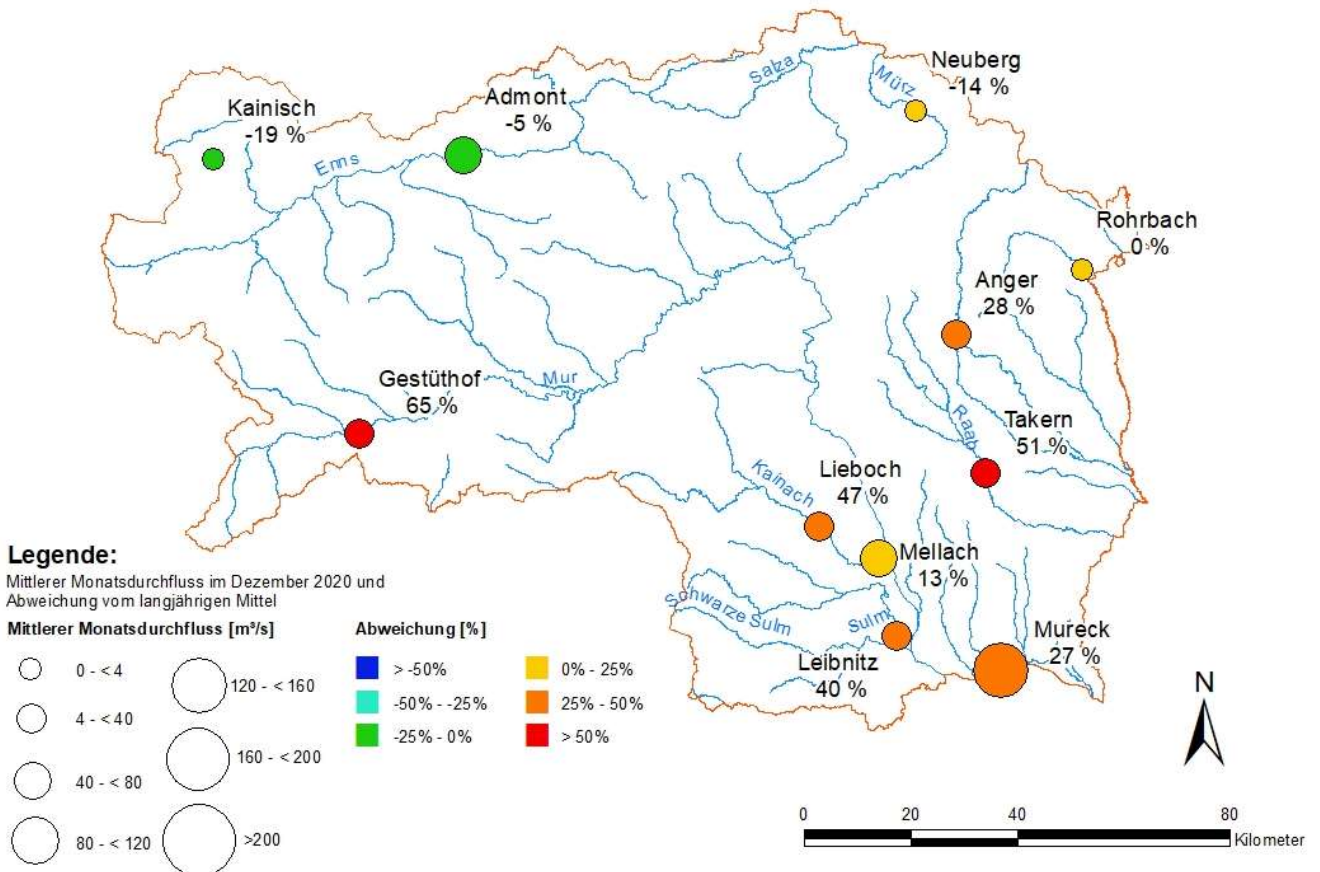 Neuberg
-14 %
Salza
Mürz
Kainisch
-19 %
Admont
-5 %
Enns
Rohrbach
0 %
Anger
28 %
Gestüthof
65 %
Mur
Takern
51 %
Raab
Lieboch
47 %
Kainach
Mellach
13 %
Schwarze Sulm
Sulm
Leibnitz
40 %
Mureck
27 %
Legende:
Mittlerer Monatsdurchfluss im Dezember 2020 und
Abweichung vom langjährigen Mittel
Mittlerer Monatsdurchfluss [m³/s]
0 - < 4
4 - < 40
40 - < 80
80 - < 120
120 - < 160
160 - < 200
>200
Abweichung [%]
> -50%
-50% - -25%
-25% - 0%
0% - 25%
25% - 50%
> 50%
N
0 20 40 80
Kilometer